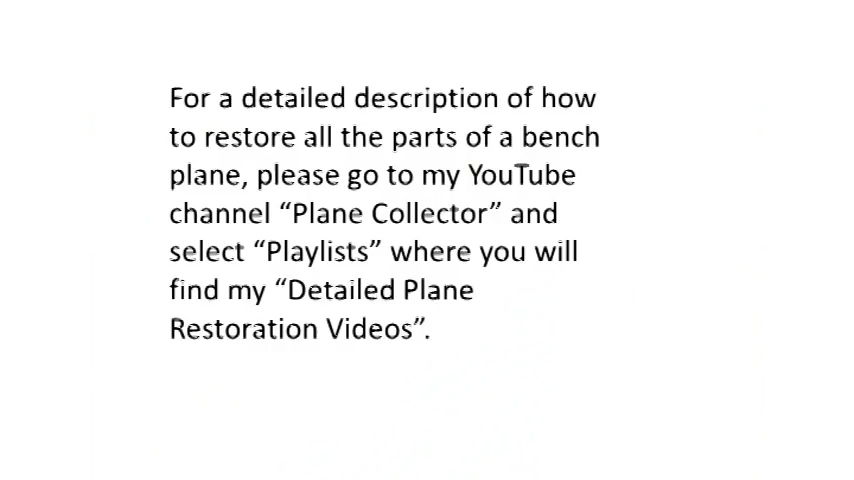 For a detailed description of how
to restore all the parts of a bench
plane, please go to my YouTube
channel “Plane Collector” and
select “Playlists” where you will
find my “Detailed Plane
Restoration Videos”.